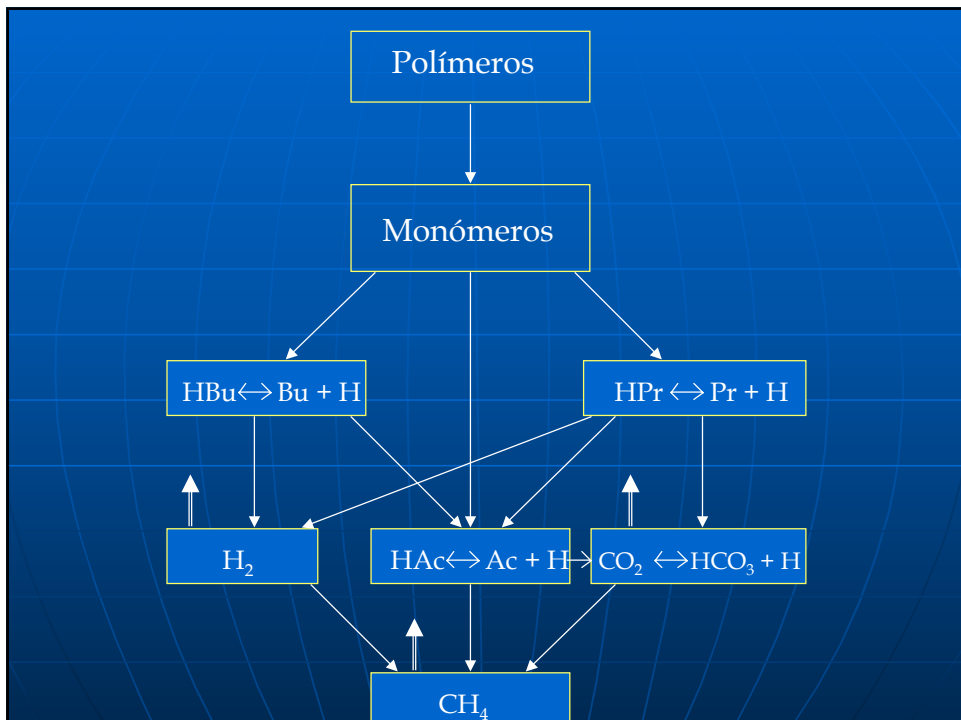 Polímeros
Monómeros
HBu↔Bu + H
HPr↔Pr + H
H₂
HAc↔Ac + H
CO₂ ↔HCO₃ + H
CH₄